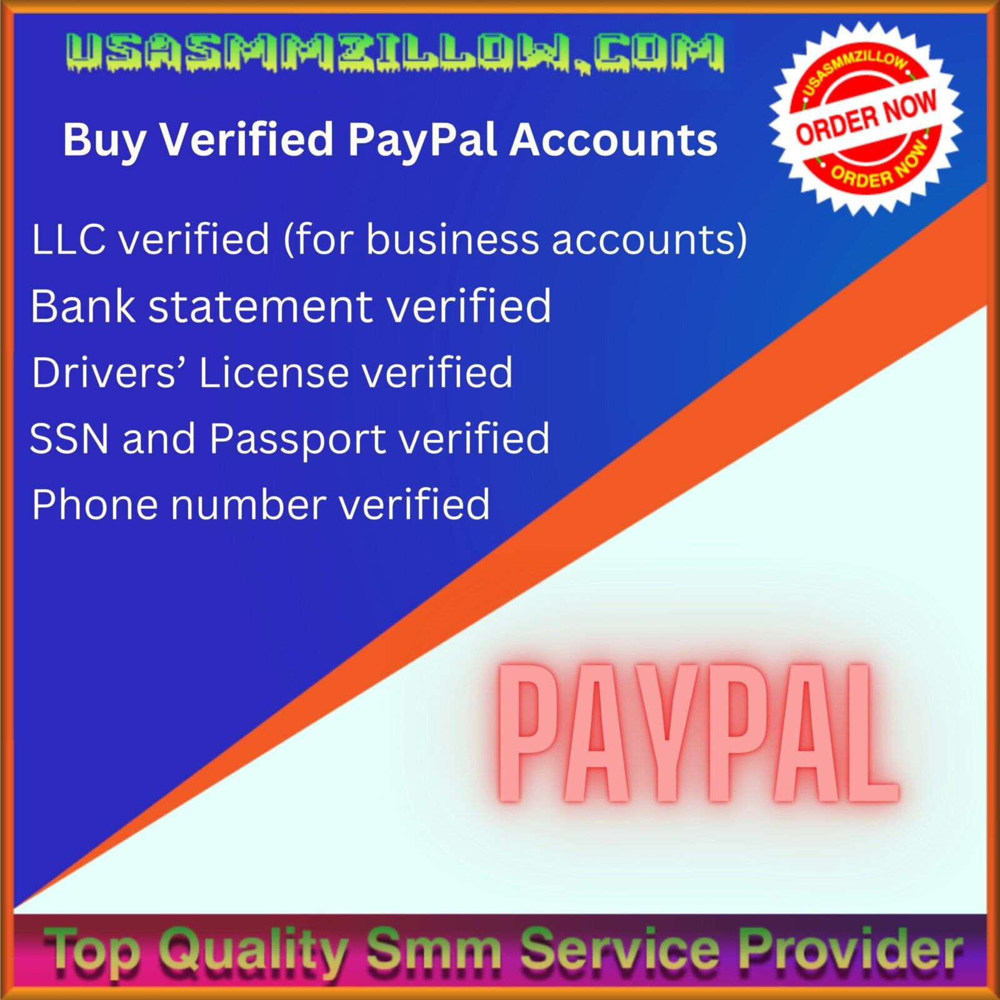 USASMMZILLOW.COM
USASMMZILLOW
ORDER NOW
ORDER NOW
Buy Verified PayPal Accounts
LLC verified (for business accounts)
Bank statement verified
Drivers’ License verified
SSN and Passport verified
Phone number verified
PAYPAL
Top Quality Smm Service Provider